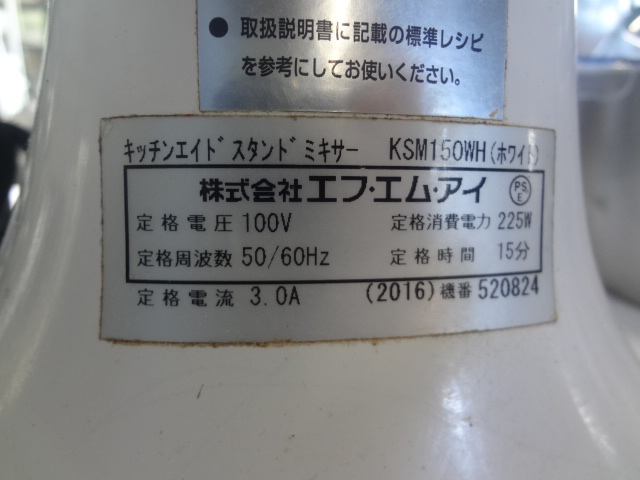 ● 取扱説明書に記載の標準レシピ
を参考にしてお使いください。
キッチンエイド スタンド ミキサー KSM150WH(ホワイト)
株式会社エフ・エム・アイ PSE
定格電圧 100V 定格消費電力 225W
定格周波数 50/60Hz 定格時間 15分
定格電流 3.0A (2016)機番 520824